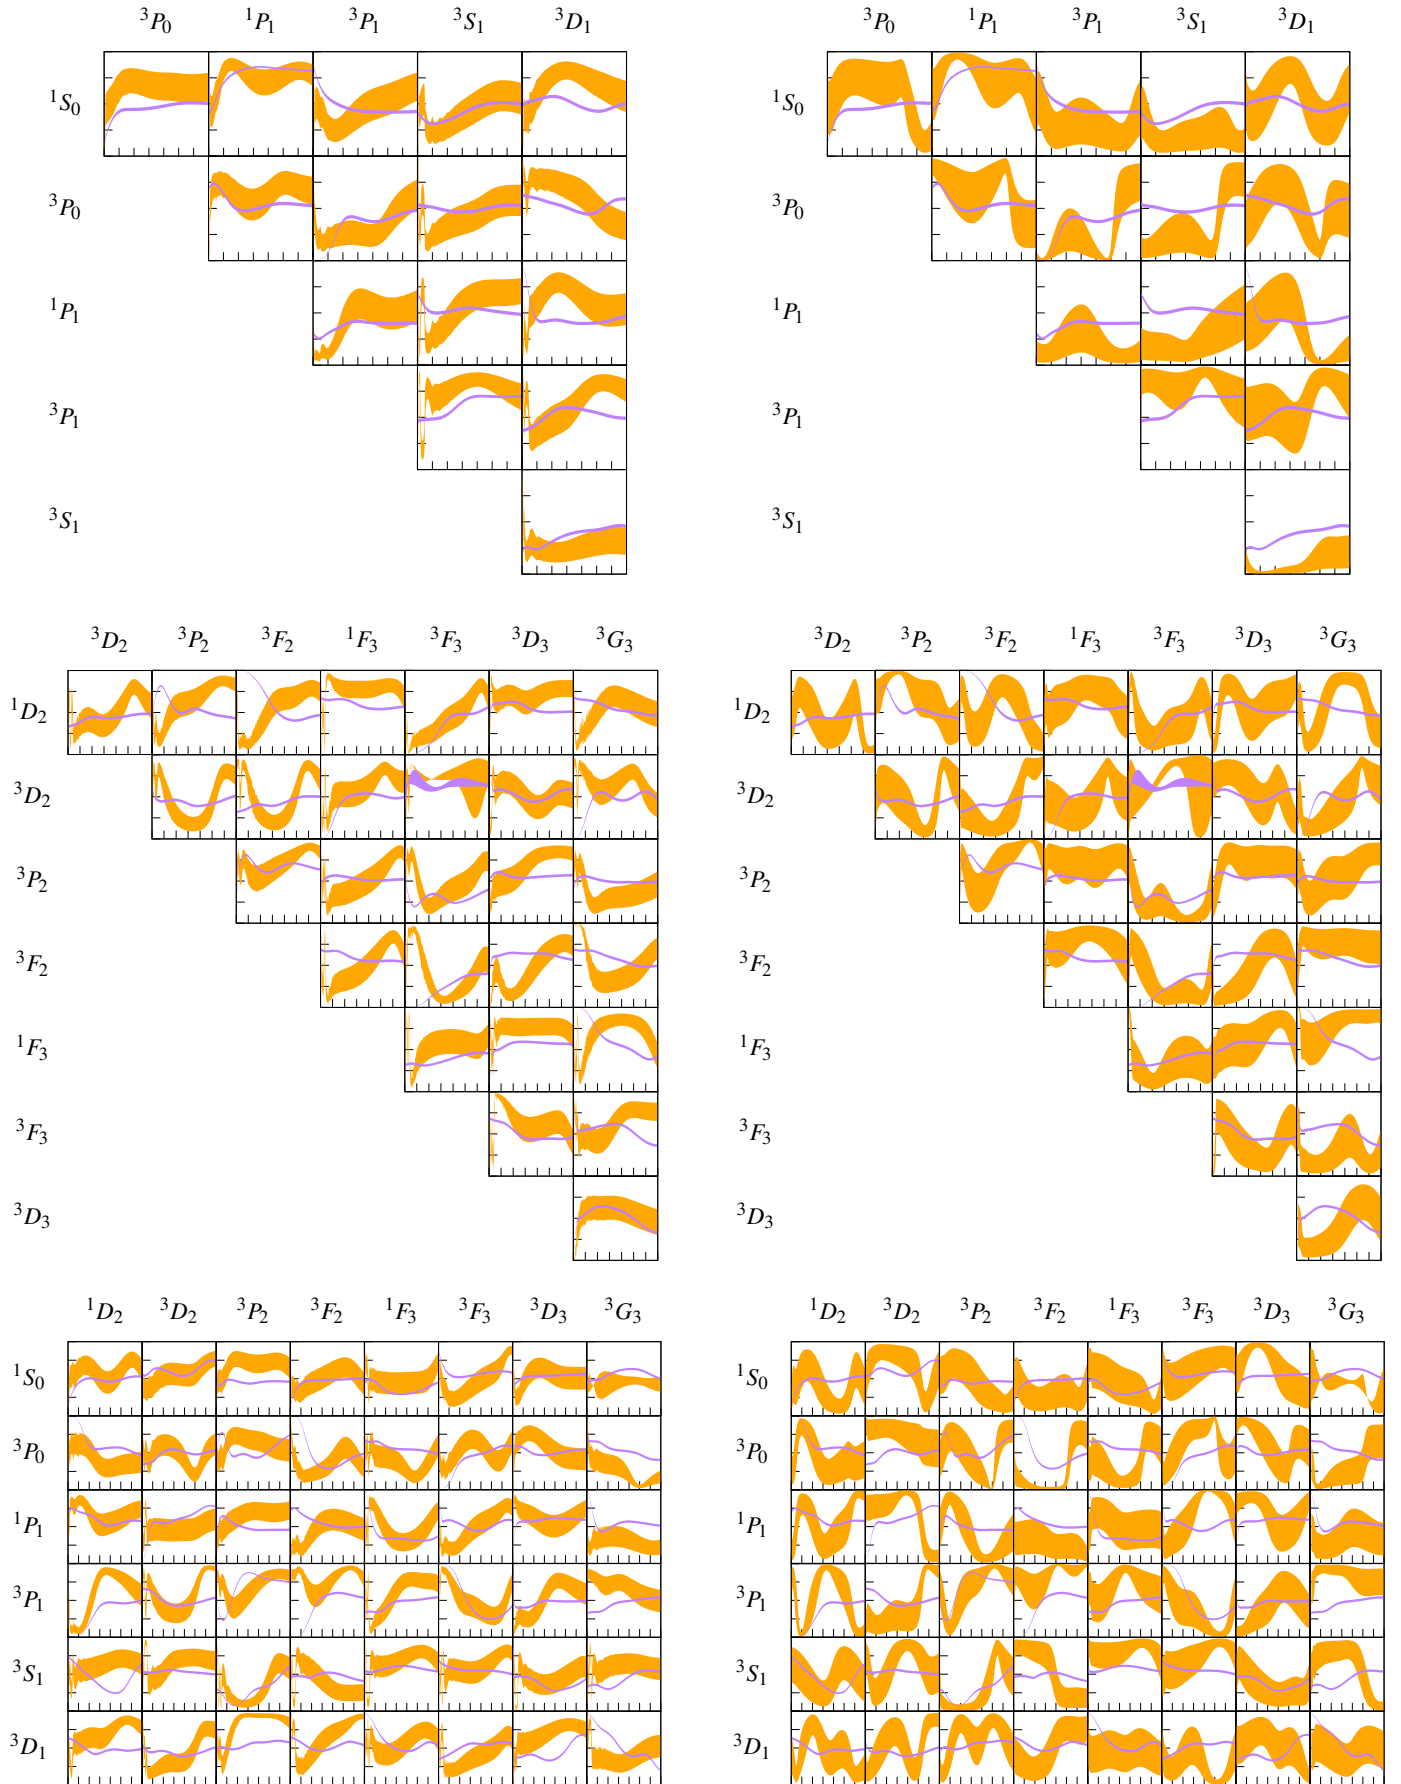 ³P₀ ¹P₁ ³P₁ ³S₁ ³D₁ ³P₀ ¹P₁ ³P₁ ³S₁ ³D₁
¹S₀ ¹S₀
³P₀ ³P₀
¹P₁ ¹P₁
³P₁ ³P₁
³S₁ ³S₁
³D₂ ³P₂ ³F₂ ¹F₃ ³F₃ ³D₃ ³G₃ ³D₂ ³P₂ ³F₂ ¹F₃ ³F₃ ³D₃ ³G₃
¹D₂ ¹D₂
³D₂ ³D₂
³P₂ ³P₂
³F₂ ³F₂
¹F₃ ¹F₃
³F₃ ³F₃
³D₃ ³D₃
¹D₂ ³D₂ ³P₂ ³F₂ ¹F₃ ³F₃ ³D₃ ³G₃ ¹D₂ ³D₂ ³P₂ ³F₂ ¹F₃ ³F₃ ³D₃ ³G₃
¹S₀ ¹S₀
³P₀ ³P₀
¹P₁ ¹P₁
³P₁ ³P₁
³S₁ ³S₁
³D₁ ³D₁